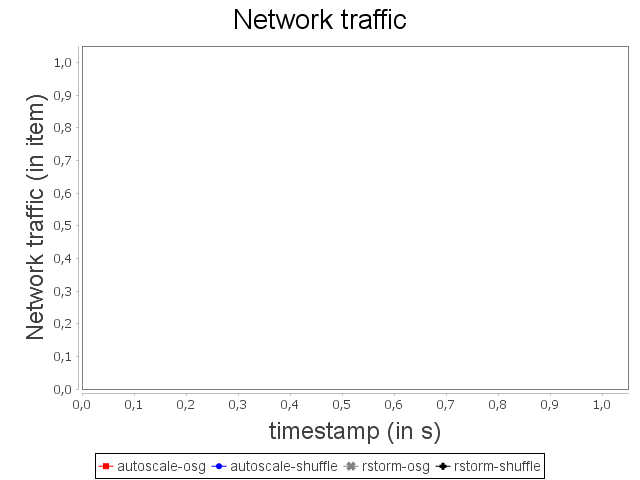 Network traffic
Network traffic (in item)
1,0
0,9
0,8
0,7
0,6
0,5
0,4
0,3
0,2
0,1
0,0
0,0 0,1 0,2 0,3 0,4 0,5 0,6 0,7 0,8 0,9 1,0
timestamp (in s)
autoscale-osg autoscale-shuffle rstorm-osg rstorm-shuffle